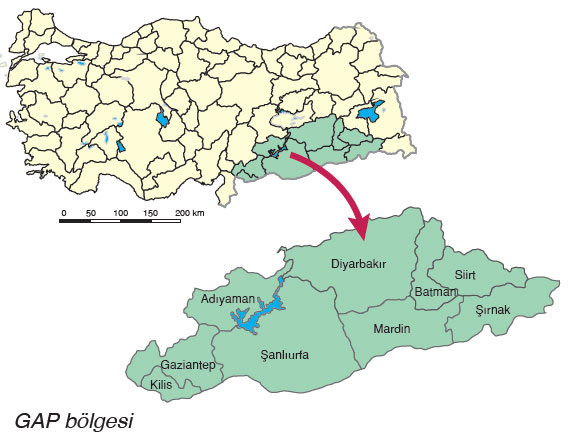 0 50 100 150 200 km
Diyarbakır
Siirt
Batman
Adıyaman
Şırnak
Mardin
Şanlıurfa
Gaziantep
Kilis
GAP bölgesi